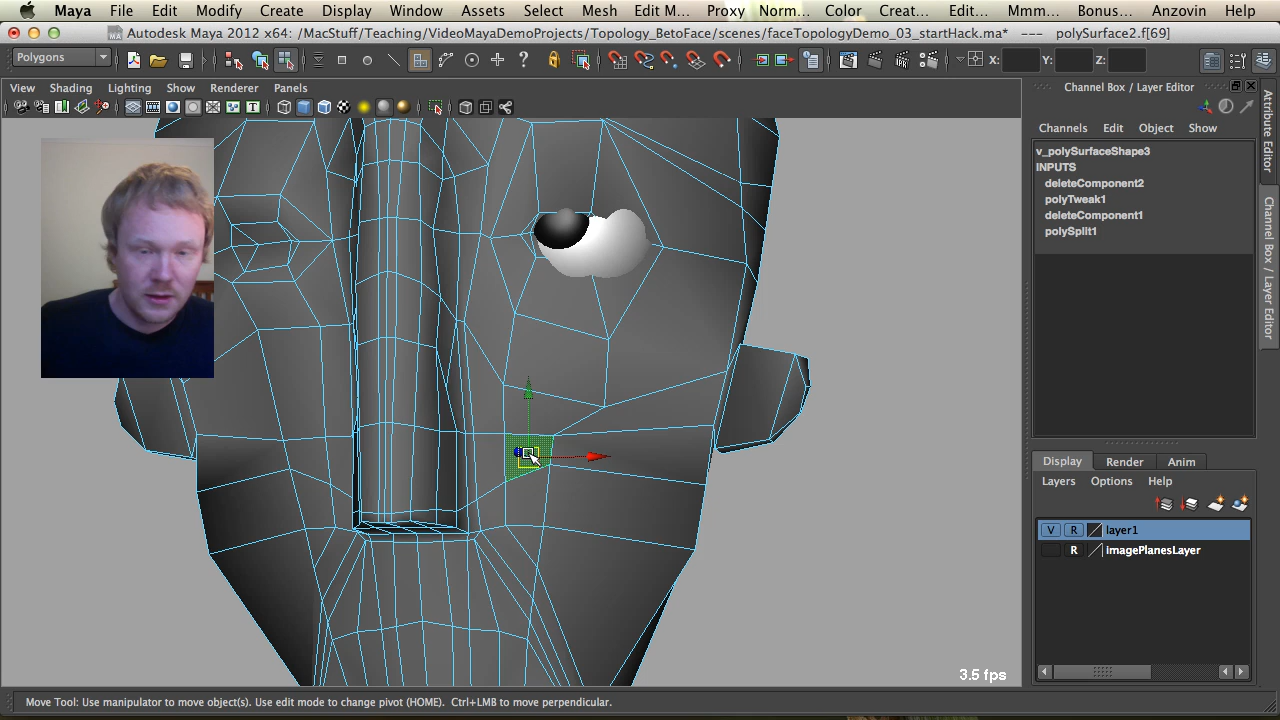 Maya File Edit Modify Create Display Window Assets Select Mesh Edit M... Proxy Norm... Color Creat... Edit... Mmm... Bonus... Anzovin Help
Autodesk Maya 2012 x64: /MacStuff/Teaching/VideoMayaDemoProjects/Topology_BetoFace/scenes/faceTopologyDemo_03_startHack.ma* --- polySurface2.f[69]
Polygons
X: Y: Z:
View Shading Lighting Show Renderer Panels
Channel Box / Layer Editor
Channels Edit Object Show
v_polySurfaceShape3
INPUTS
deleteComponent2
polyTweak1
deleteComponent1
polySplit1
Attribute Editor
Channel Box / Layer Editor
Display Render Anim
Layers Options Help
V R layer1
R imagePlanesLayer
3.5 fps
Move Tool: Use manipulator to move object(s). Use edit mode to change pivot (HOME). Ctrl+LMB to move perpendicular.